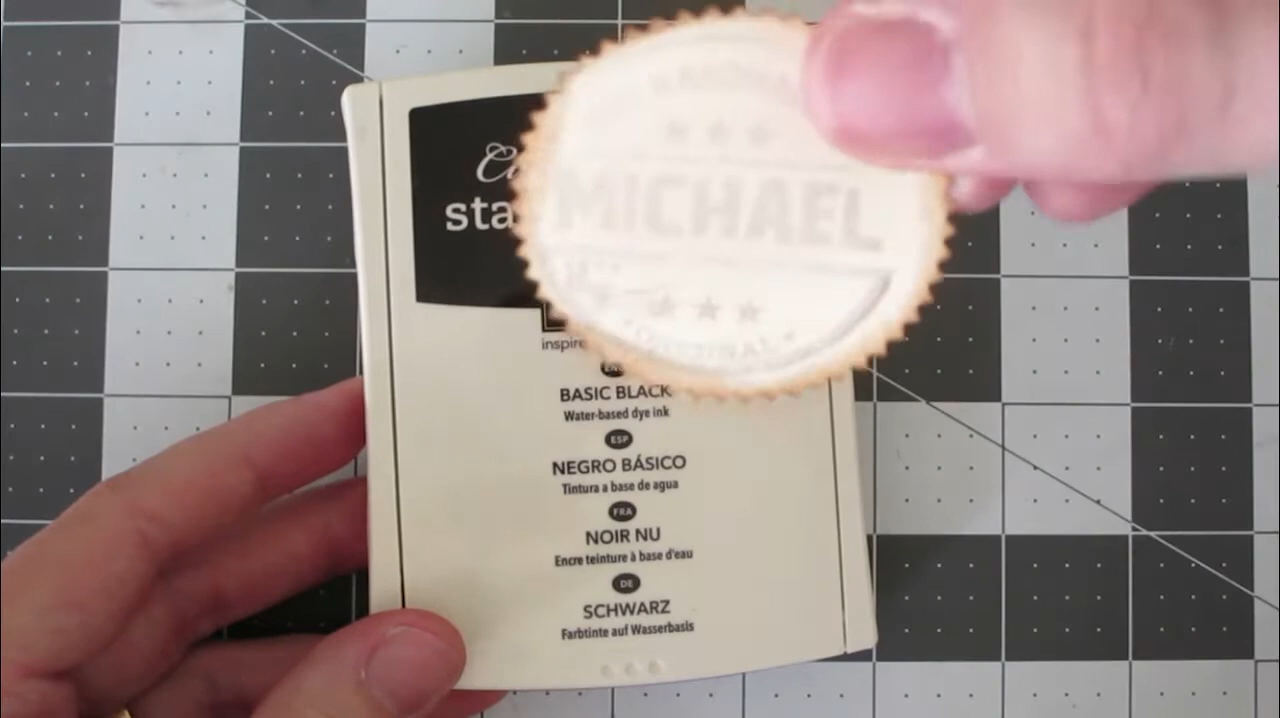 MICHAEL
ORIGINAL
sta
inspire
BASIC BLACK
Water-based dye ink
ESP
NEGRO BÁSICO
Tintura a base de agua
FRA
NOIR NU
Encre teinture à base d'eau
DE
SCHWARZ
Farbtinte auf Wasserbasis